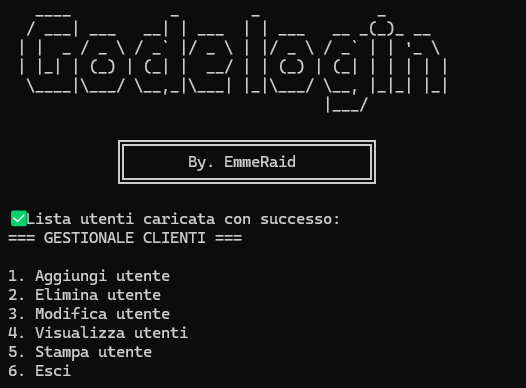 Godelogin
By. EmmeRaid
✅Lista utenti caricata con successo:
=== GESTIONALE CLIENTI ===
1. Aggiungi utente
2. Elimina utente
3. Modifica utente
4. Visualizza utenti
5. Stampa utente
6. Esci